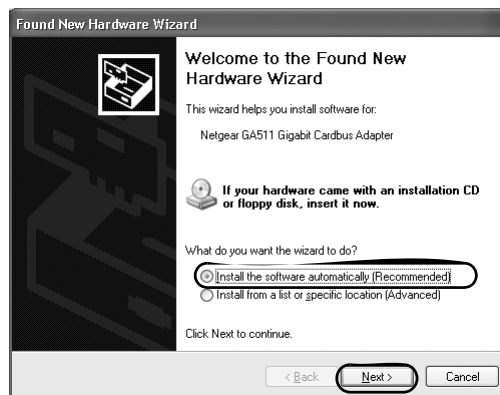 Found New Hardware Wizard
Welcome to the Found New
Hardware Wizard
This wizard helps you install software for:
Netgear GA511 Gigabit Cardbus Adapter
If your hardware came with an installation CD
or floppy disk, insert it now.
What do you want the wizard to do?
Install the software automatically (Recommended)
Install from a list or specific location (Advanced)
Click Next to continue.
< Back
Next >
Cancel